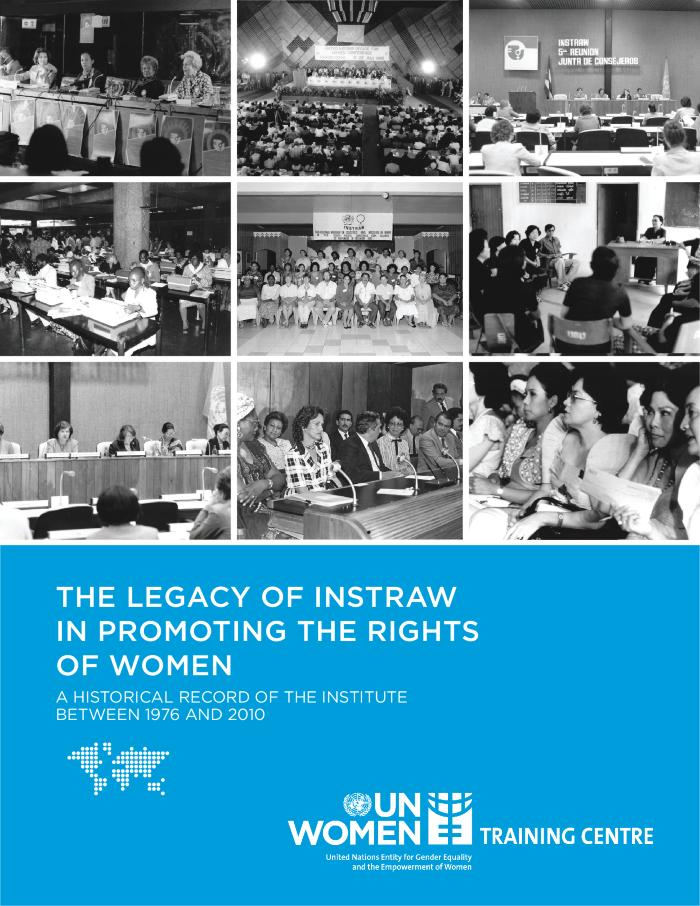 INSTRAW
5TA REUNION
JUNTA DE CONSEJEROS
INSTRAW
THE LEGACY OF INSTRAW
IN PROMOTING THE RIGHTS
OF WOMEN
A HISTORICAL RECORD OF THE INSTITUTE
BETWEEN 1976 AND 2010
UN
WOMEN
TRAINING CENTRE
United Nations Entity for Gender Equality
and the Empowerment of Women